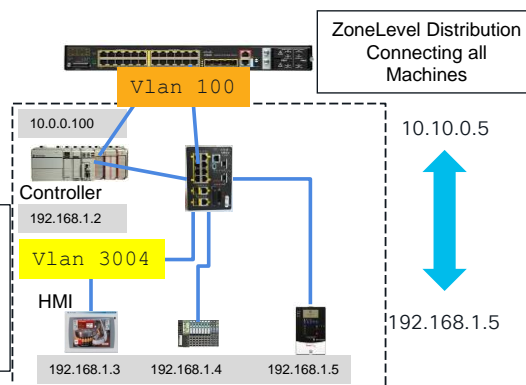 ZoneLevel Distribution
Connecting all
Machines
Vlan 100
10.0.0.100
10.10.0.5
Controller
192.168.1.2
Vlan 3004
HMI
192.168.1.5
192.168.1.3
192.168.1.4
192.168.1.5